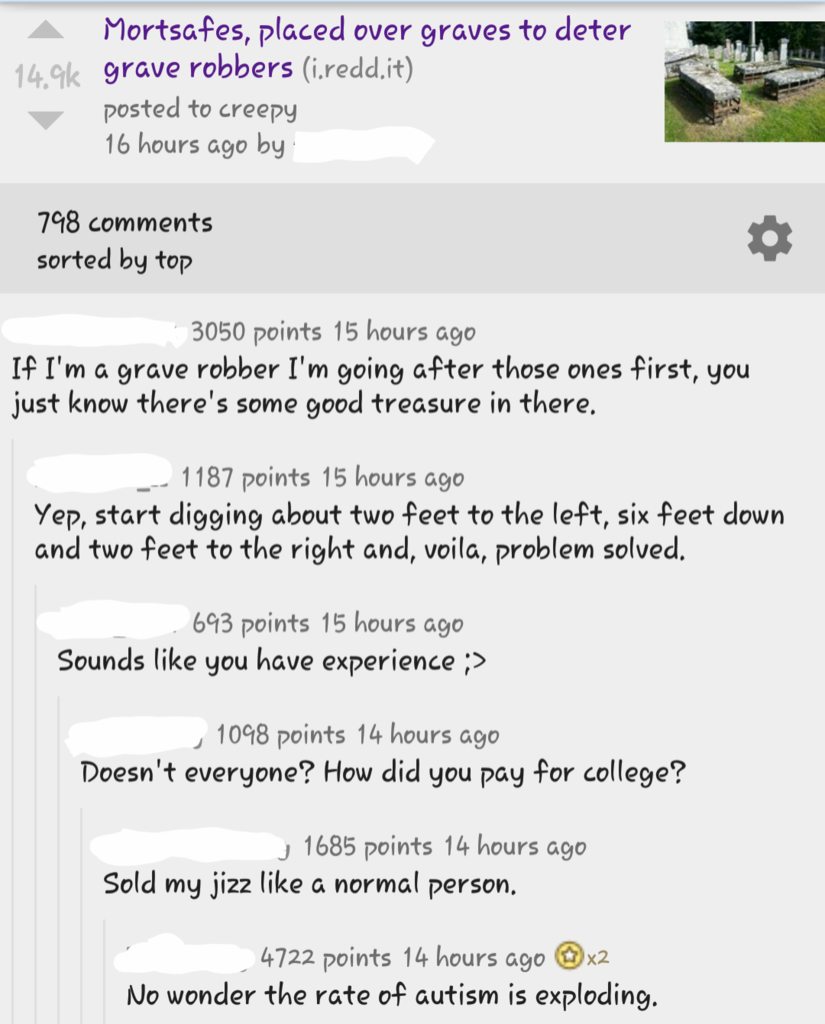 Mortsafes, placed over graves to deter
14.9k
grave robbers (i.redd.it)
posted to creepy
16 hours ago by
798 comments
sorted by top
3050 points 15 hours ago
If I'm a grave robber I'm going after those ones first, you
just know there's some good treasure in there.
1187 points 15 hours ago
Yep, start digging about two feet to the left, six feet down
and two feet to the right and, voila, problem solved.
693 points 15 hours ago
Sounds like you have experience ;>
1098 points 14 hours ago
Doesn't everyone? How did you pay for college?
1685 points 14 hours ago
Sold my jizz like a normal person.
4722 points 14 hours ago x2
No wonder the rate of autism is exploding.